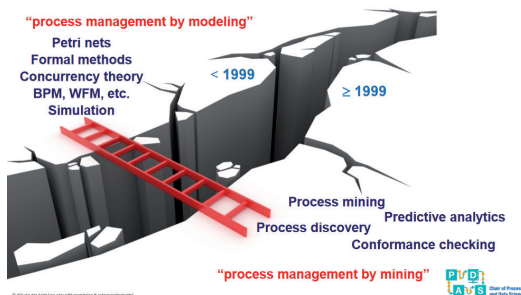 “process management by modeling”
Petri nets
Formal methods
Concurrency theory
BPM, WFM, etc.
Simulation
< 1999
≥ 1999
Process mining
Predictive analytics
Process discovery
Conformance checking
“process management by mining”
P D
A S
Chair of Process
and Data Scien